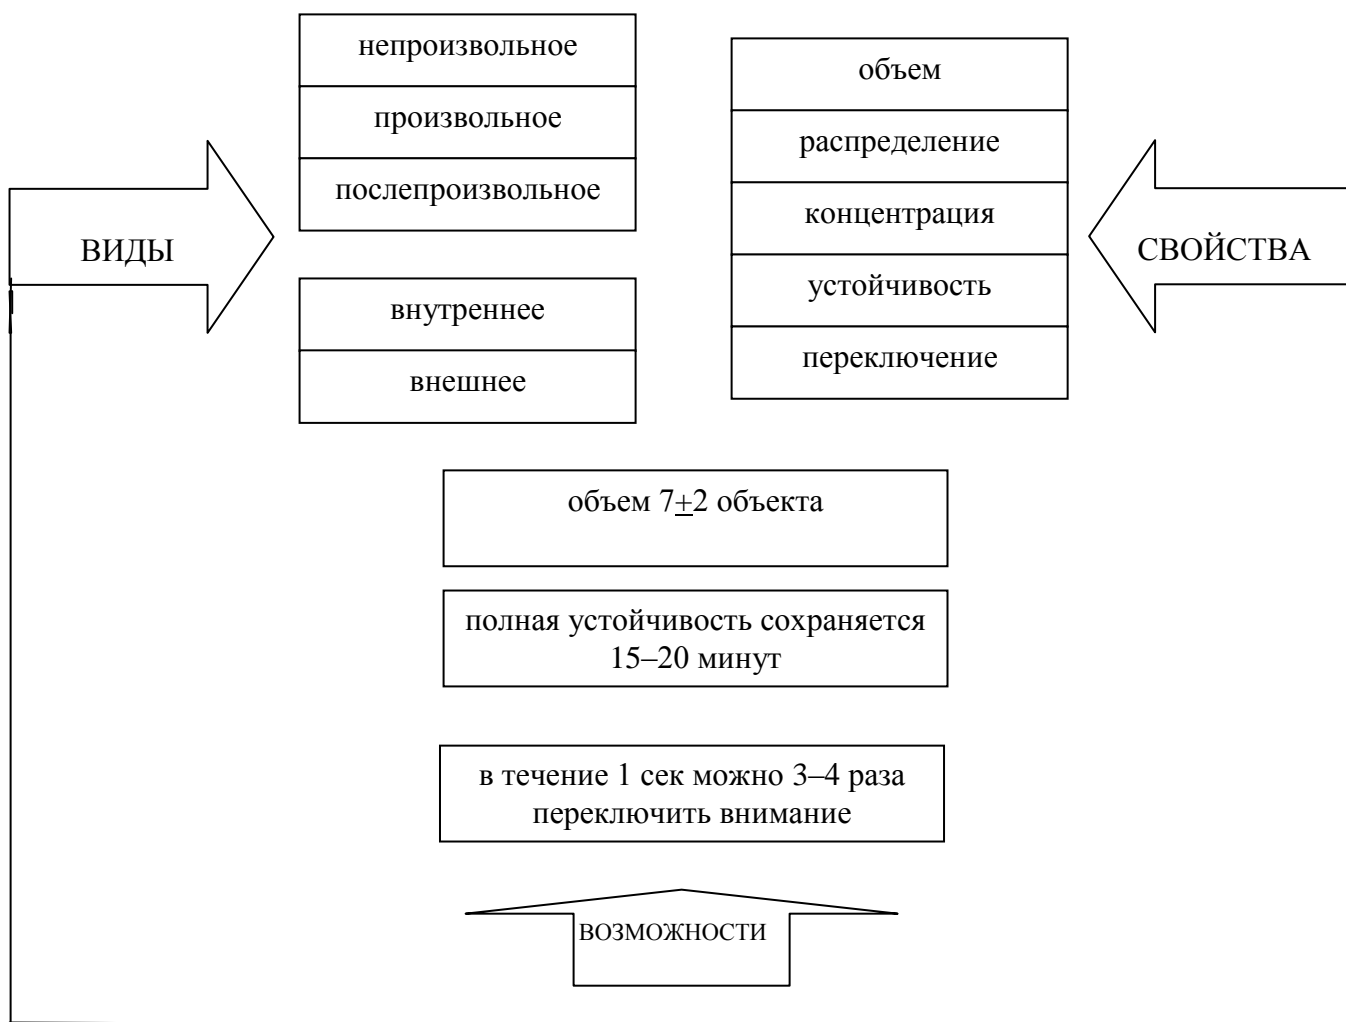 непроизвольное
произвольное
послепроизвольное
ВИДЫ
внутреннее
внешнее
объем
распределение
концентрация
устойчивость
переключение
СВОЙСТВА
объем 7±2 объекта
полная устойчивость сохраняется
15–20 минут
в течение 1 сек можно 3–4 раза
переключить внимание
ВОЗМОЖНОСТИ